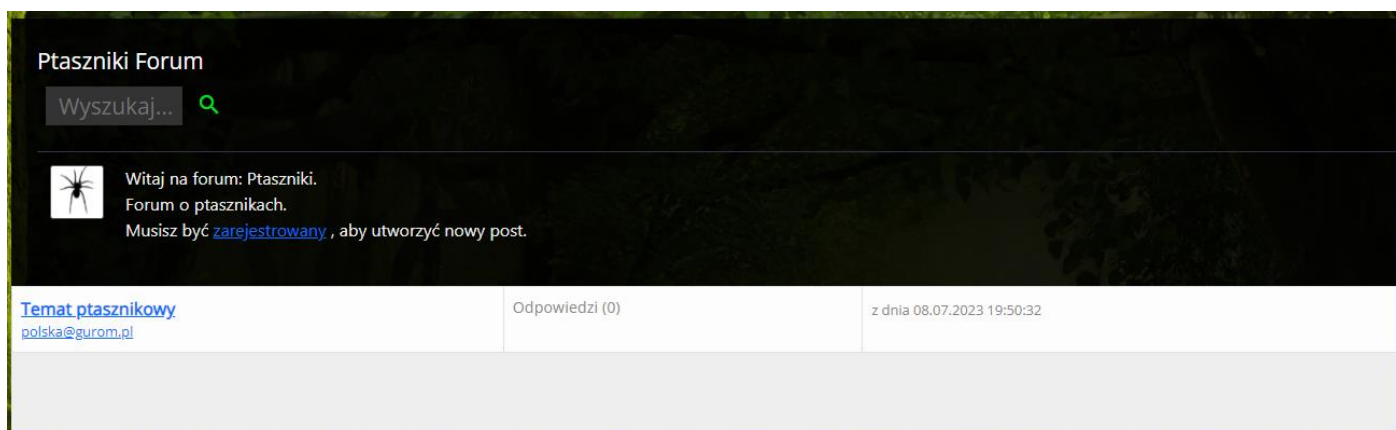 Ptaszniki Forum
Wyszukaj...
Witaj na forum: Ptaszniki.
Forum o ptasznikach.
Musisz być zarejestrowany , aby utworzyć nowy post.
Temat ptasznikowy
Odpowiedzi (0)
z dnia 08.07.2023 19:50:32
polska@gurom.pl